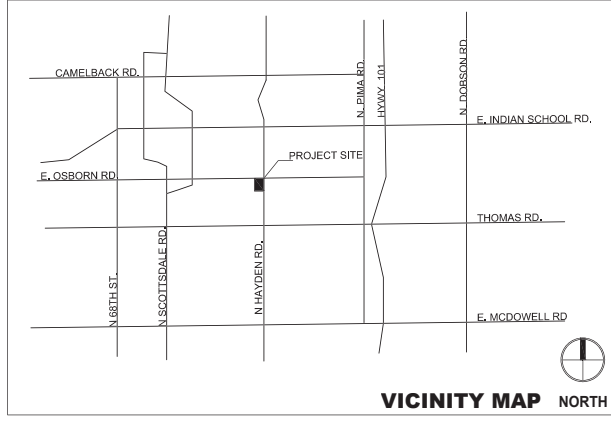 CAMELBACK RD.
N. PIMA RD.
HYWY 101
N. DOBSON RD
E. INDIAN SCHOOL RD.
PROJECT SITE
E. OSBORN RD.
THOMAS RD.
N 68TH ST.
N SCOTTSDALE RD.
N HAYDEN RD.
E. MCDOWELL RD
VICINITY MAP NORTH